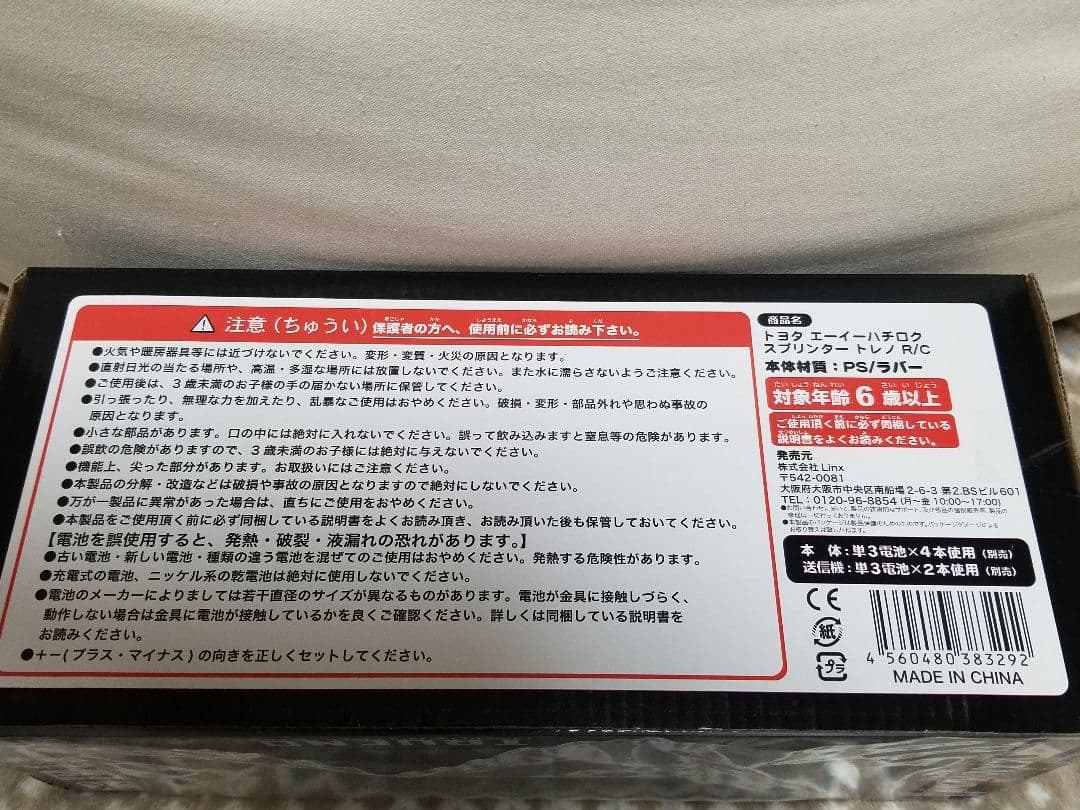 注意(ちゅうい)保護者の方へ、使用前に必ずお読み下さい。
●火気や暖房器具等には近づけないでください。変形・変質・火災の原因となります。
●直射日光の当たる場所や、高温・多湿な場所には放置しないでください。また水に濡らさないようご注意ください。
●ご使用後は、3歳未満のお子様の手の届かない場所に保管してください。
●引っ張ったり、無理な力を加えたり、乱暴なご使用はおやめください。破損・変形・部品外れや思わぬ事故の
原因となります。
●小さな部品があります。口の中には絶対に入れないでください。誤って飲み込みますと窒息等の危険があります。
●誤飲の危険がありますので、3歳未満のお子様には絶対に与えないでください。
●機能上、尖った部分があります。お取扱いにはご注意ください。
●本製品の分解・改造などは破損や事故の原因となりますので絶対にしないでください。
●万が一製品に異常があった場合は、直ちにご使用をおやめください。
●本製品をご使用頂く前に必ず同梱している説明書をよくお読み頂き、お読み頂いた後も保管しておいてください。
【電池を誤使用すると、発熱・破裂・液漏れの恐れがあります。】
●古い電池・新しい電池・種類の違う電池を混ぜてのご使用はおやめください。発熱する危険性があります。
●充電式の電池、ニッケル系の乾電池は絶対に使用しないでください。
●電池のメーカーによりましては若干直径のサイズが異なるものがあります。電池が金具に接触しづらく、
動作しない場合は金具に電池が接触しているかを良くご確認ください。詳しくは同梱している説明書を
お読みください。
●+-(プラス・マイナス)の向きを正しくセットしてください。
商品名
トヨタ エーイーハチロク
スプリンター トレノ R/C
本体材質:PS/ラバー
たいしょうねんれい さいいじょう
対象年齢 6 歳以上
ご使用頂く前に必ず同梱している
説明書をよくお読みください。
発売元
株式会社Linx
〒542-0081
大阪府大阪市中央区南船場2-6-3 第2.BSビル601
TEL:0120-96-8854(月~金 10:00~17:00)
本 体:単3電池×4本使用(別売)
送信機:単3電池×2本使用(別売)
CE
紙
プラ
4 560480 383292
MADE IN CHINA